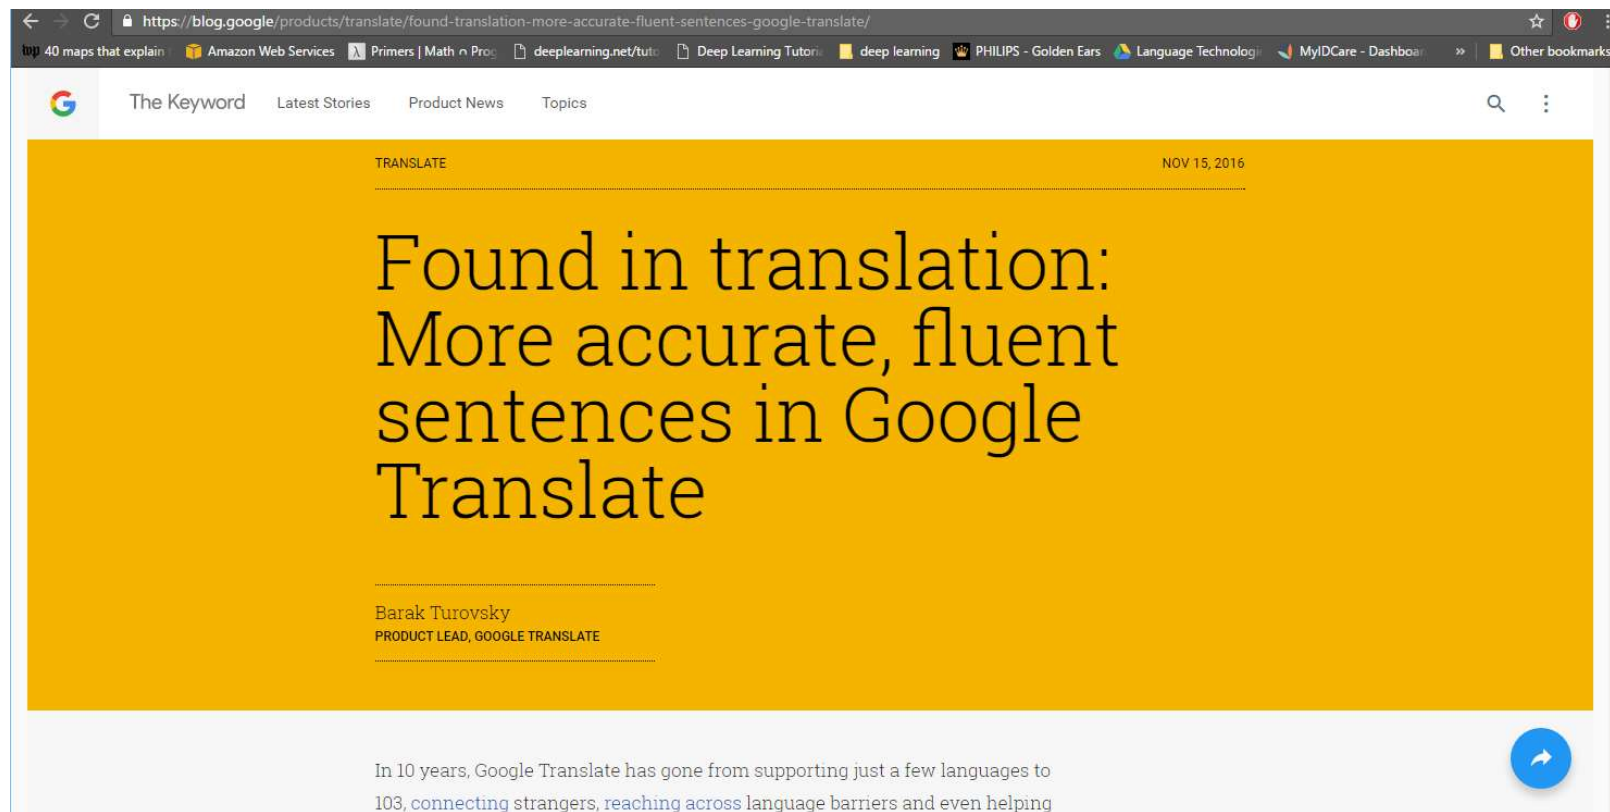 https://blog.google/products/translate/found-translation-more-accurate-fluent-sentences-google-translate/
40 maps that explain Amazon Web Services Primers | Math ∩ Prog deeplearning.net/tuto Deep Learning Tutori deep learning PHILIPS - Golden Ears Language Technologi MyIDCare - Dashboar » Other bookmarks
The Keyword Latest Stories Product News Topics
TRANSLATE NOV 15, 2016
Found in translation:
More accurate, fluent
sentences in Google
Translate
Barak Turovsky
PRODUCT LEAD, GOOGLE TRANSLATE
In 10 years, Google Translate has gone from supporting just a few languages to
103, connecting strangers, reaching across language barriers and even helping